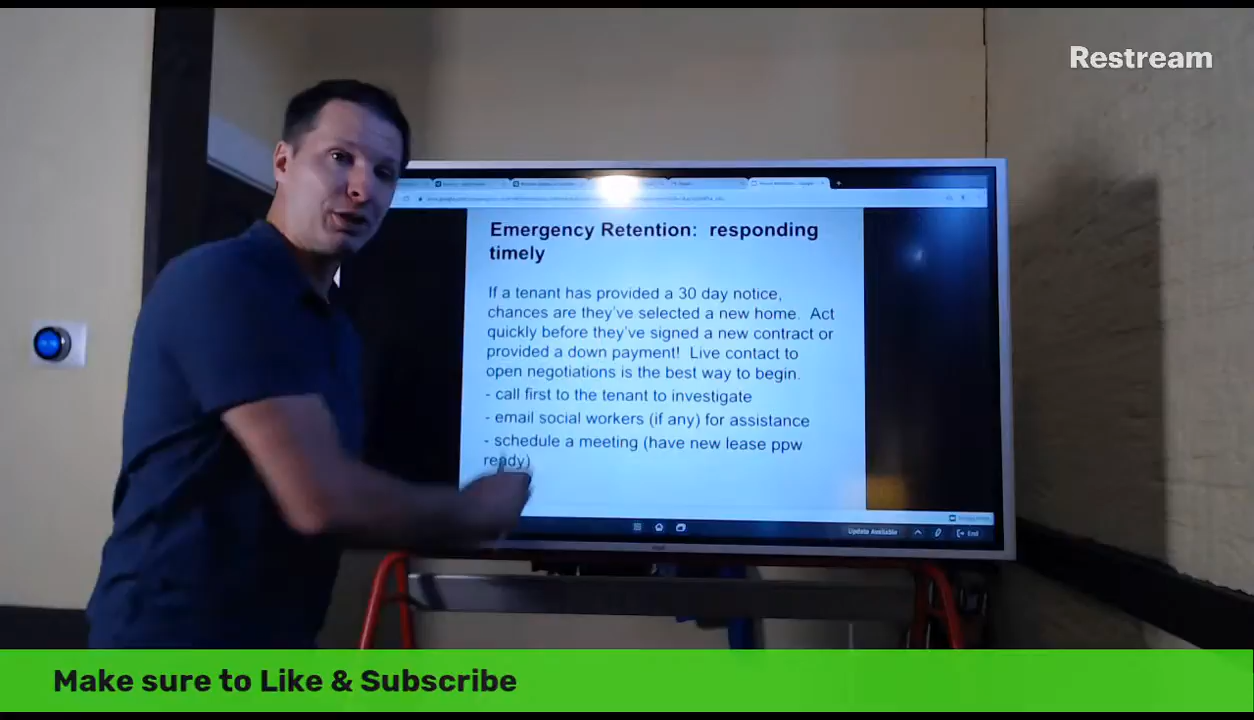 Restream
Emergency Retention: responding
timely
If a tenant has provided a 30 day notice,
chances are they've selected a new home. Act
quickly before they've signed a new contract or
provided a down payment! Live contact to
open negotiations is the best way to begin.
- call first to the tenant to investigate
- email social workers (if any) for assistance
- schedule a meeting (have new lease ppw
ready)
Update Available
End
Make sure to Like & Subscribe